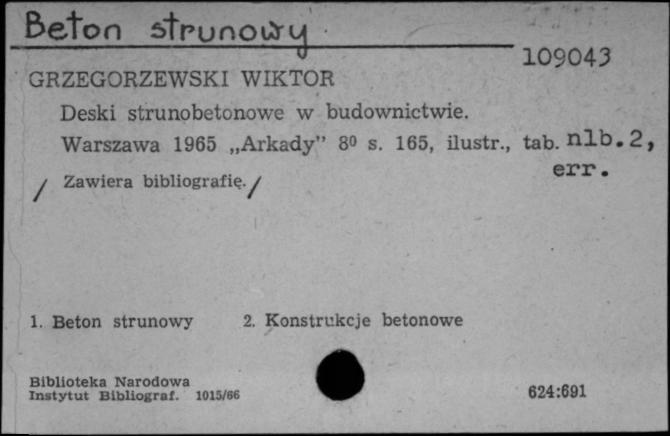 Beton strunowy
109043
GRZEGORZEWSKI WIKTOR
Deski strunobetonowe w budownictwie.
Warszawa 1965 „Arkady” 8⁰ s. 165, ilustr., tab. nlb.2,
err.
/ Zawiera bibliografię. /
1. Beton strunowy 2. Konstrukcje betonowe
Biblioteka Narodowa
Instytut Bibliograf. 1015/66
624:691